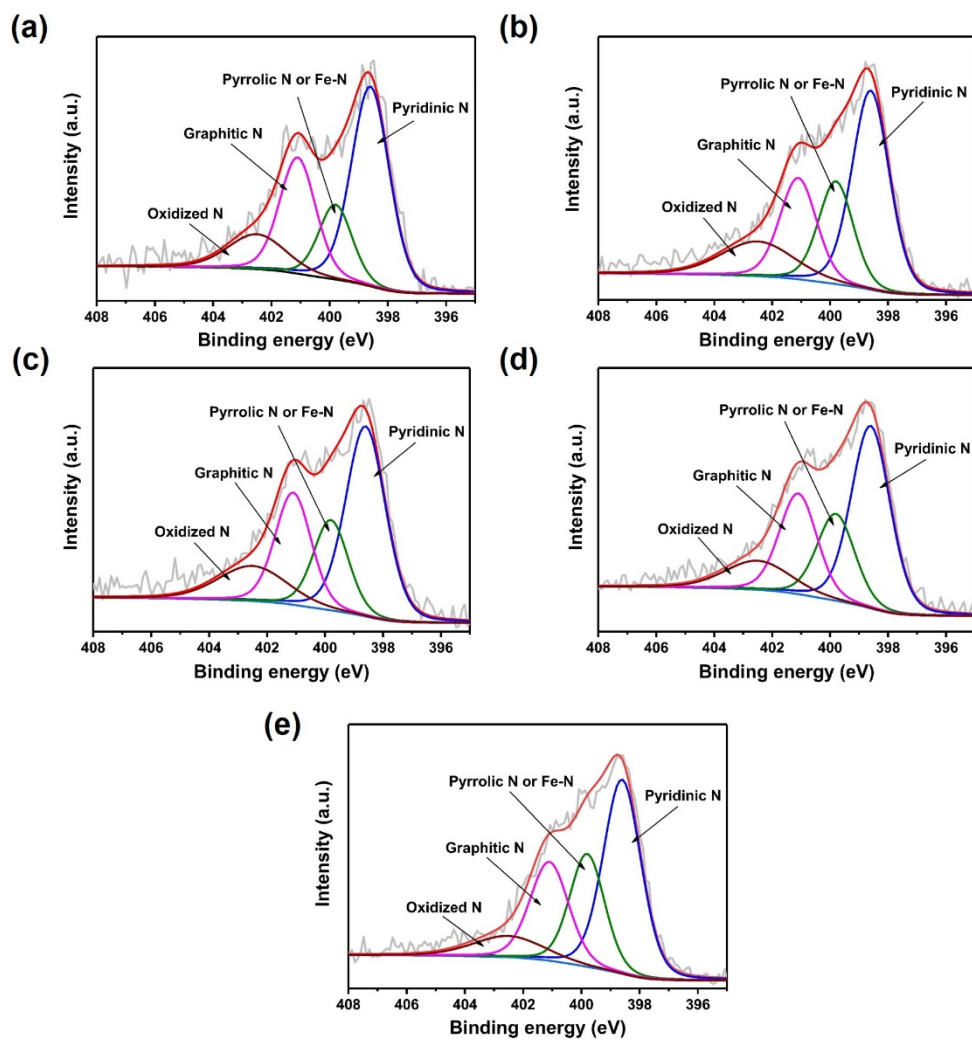 (a)
Intensity (a.u.)
Pyrrolic N or Fe-N
Pyridinic N
Graphitic N
Oxidized N
408 406 404 402 400 398 396
Binding energy (eV)
(b)
Intensity (a.u.)
Pyrrolic N or Fe-N
Pyridinic N
Graphitic N
Oxidized N
408 406 404 402 400 398 396
Binding energy (eV)
(c)
Intensity (a.u.)
Pyrrolic N or Fe-N
Pyridinic N
Graphitic N
Oxidized N
408 406 404 402 400 398 396
Binding energy (eV)
(d)
Intensity (a.u.)
Pyrrolic N or Fe-N
Pyridinic N
Graphitic N
Oxidized N
408 406 404 402 400 398 396
Binding energy (eV)
(e)
Intensity (a.u.)
Pyrrolic N or Fe-N
Pyridinic N
Graphitic N
Oxidized N
408 406 404 402 400 398 396
Binding energy (eV)